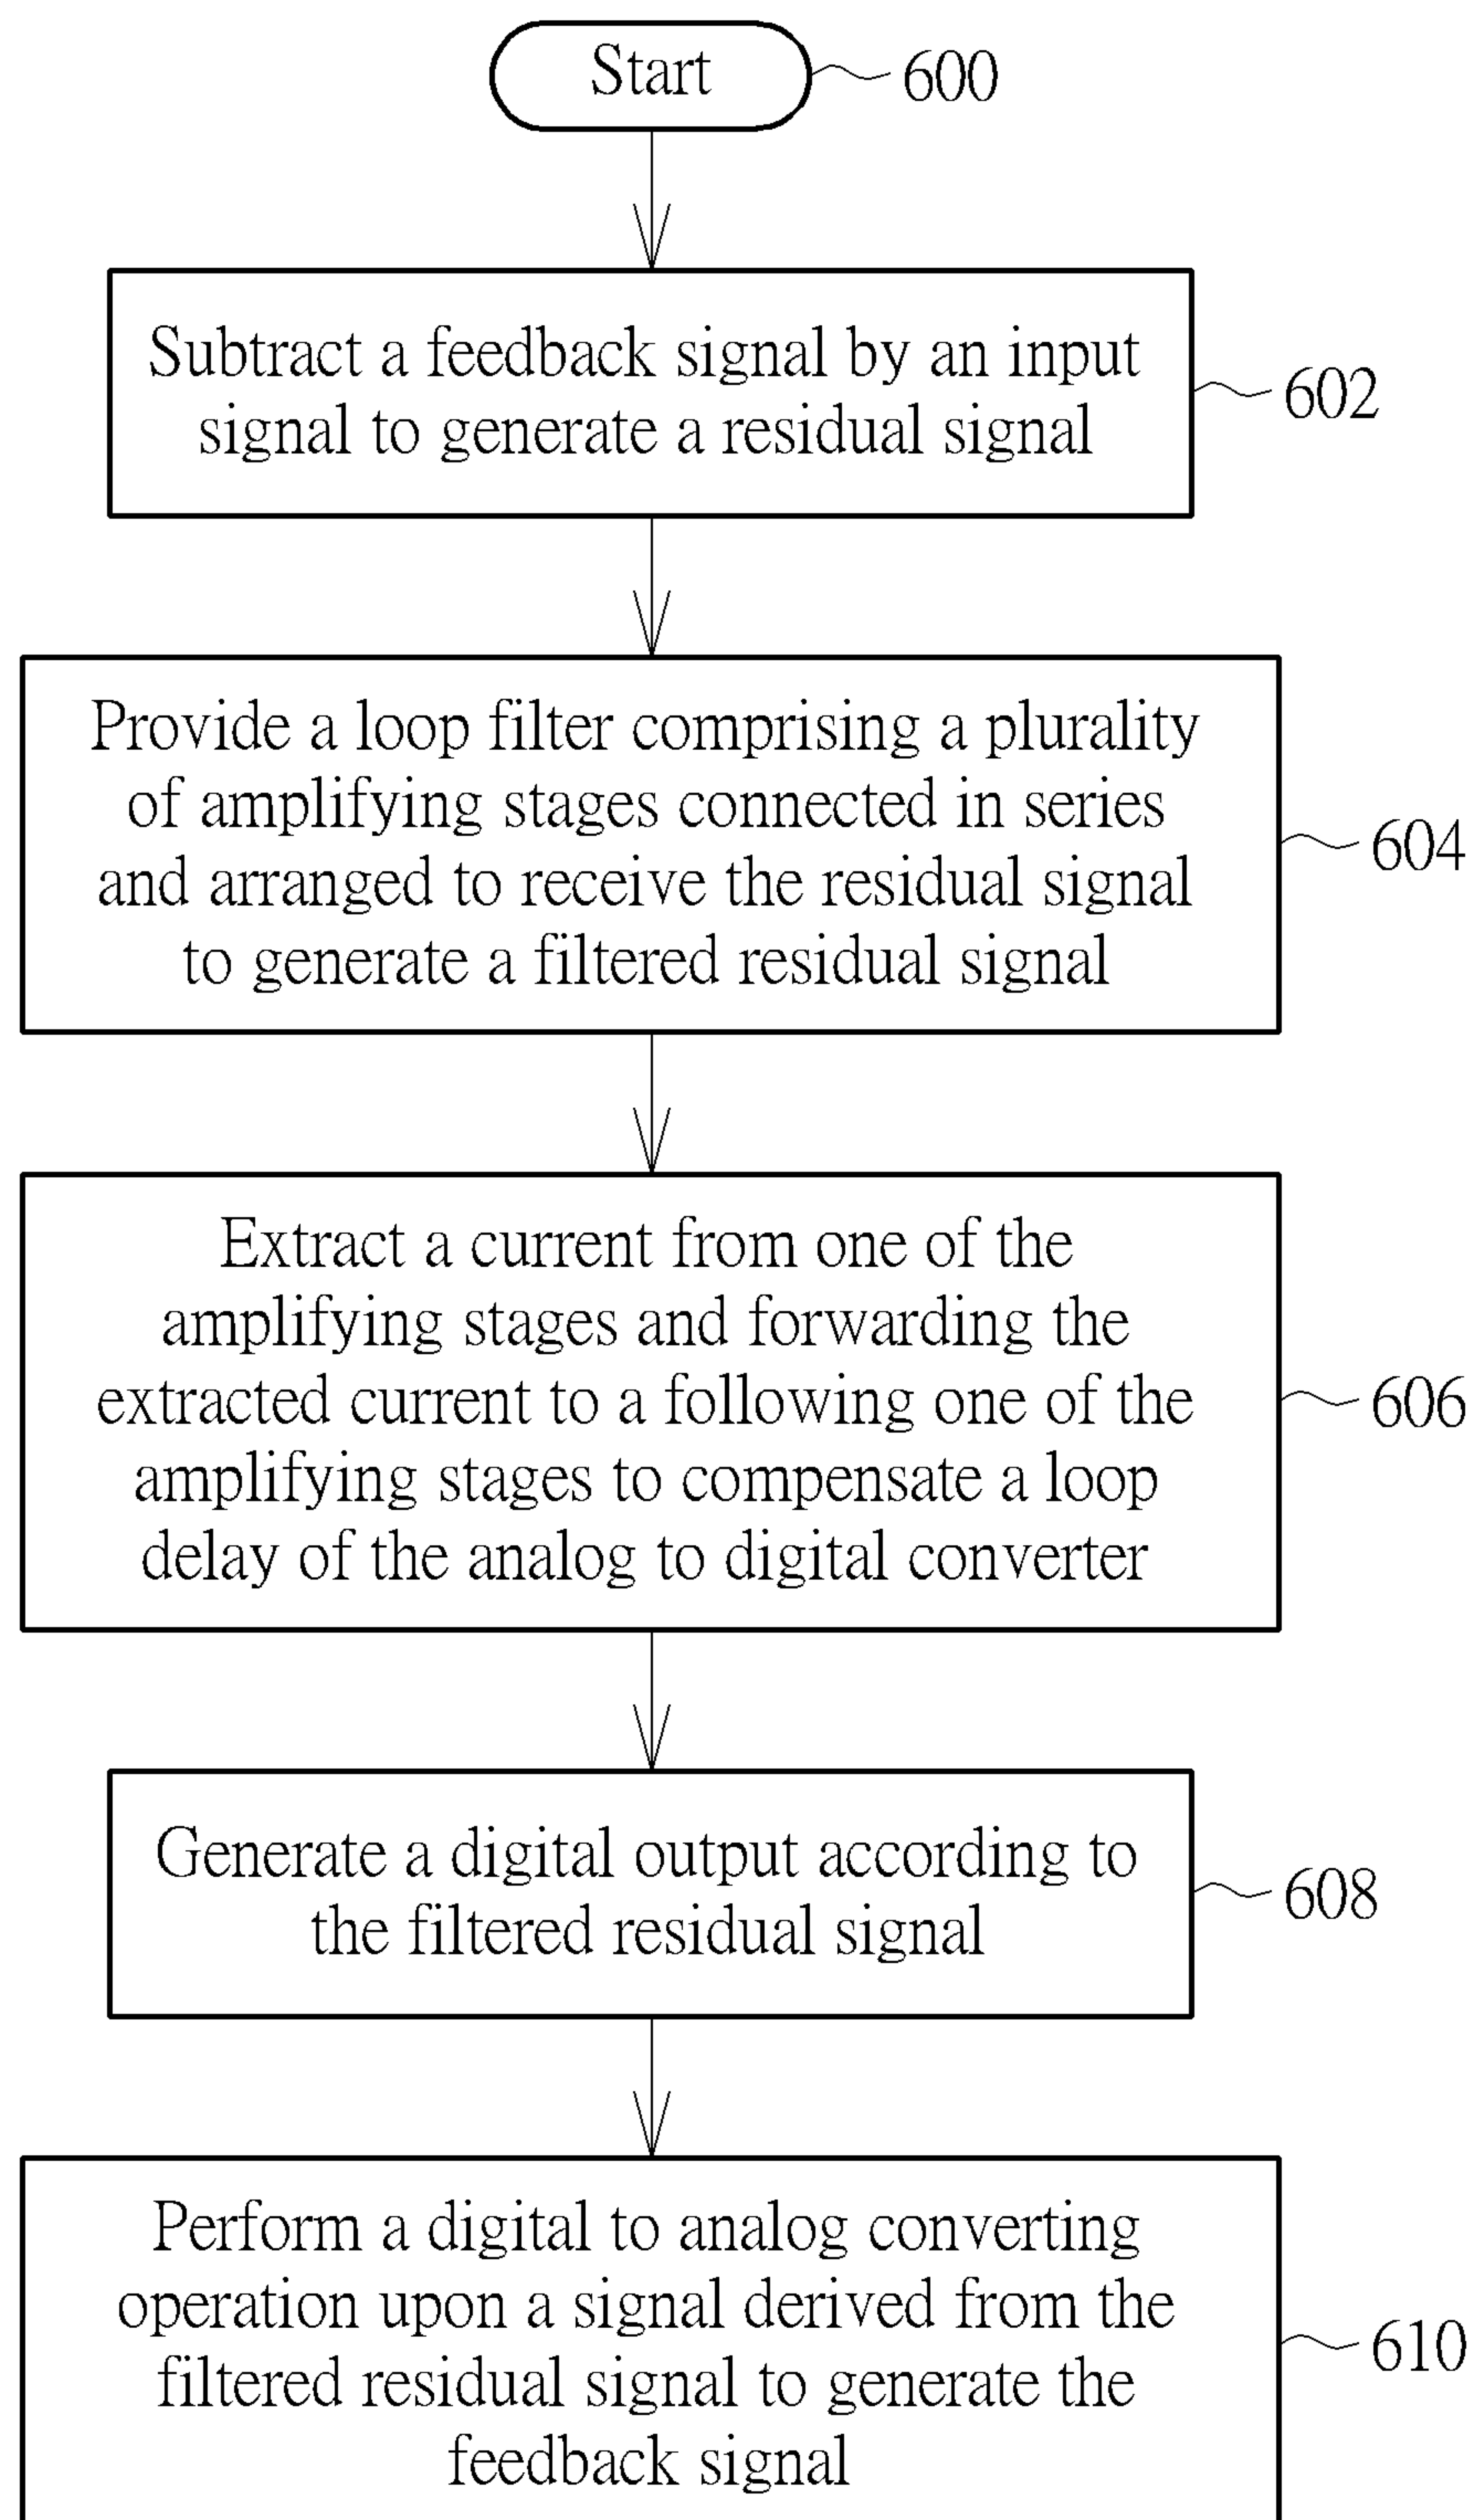 Start
600
Subtract a feedback signal by an input
signal to generate a residual signal
602
Provide a loop filter comprising a plurality
of amplifying stages connected in series
and arranged to receive the residual signal
to generate a filtered residual signal
604
Extract a current from one of the
amplifying stages and forwarding the
extracted current to a following one of the
amplifying stages to compensate a loop
delay of the analog to digital converter
606
Generate a digital output according to
the filtered residual signal
608
Perform a digital to analog converting
operation upon a signal derived from the
filtered residual signal to generate the
feedback signal
610